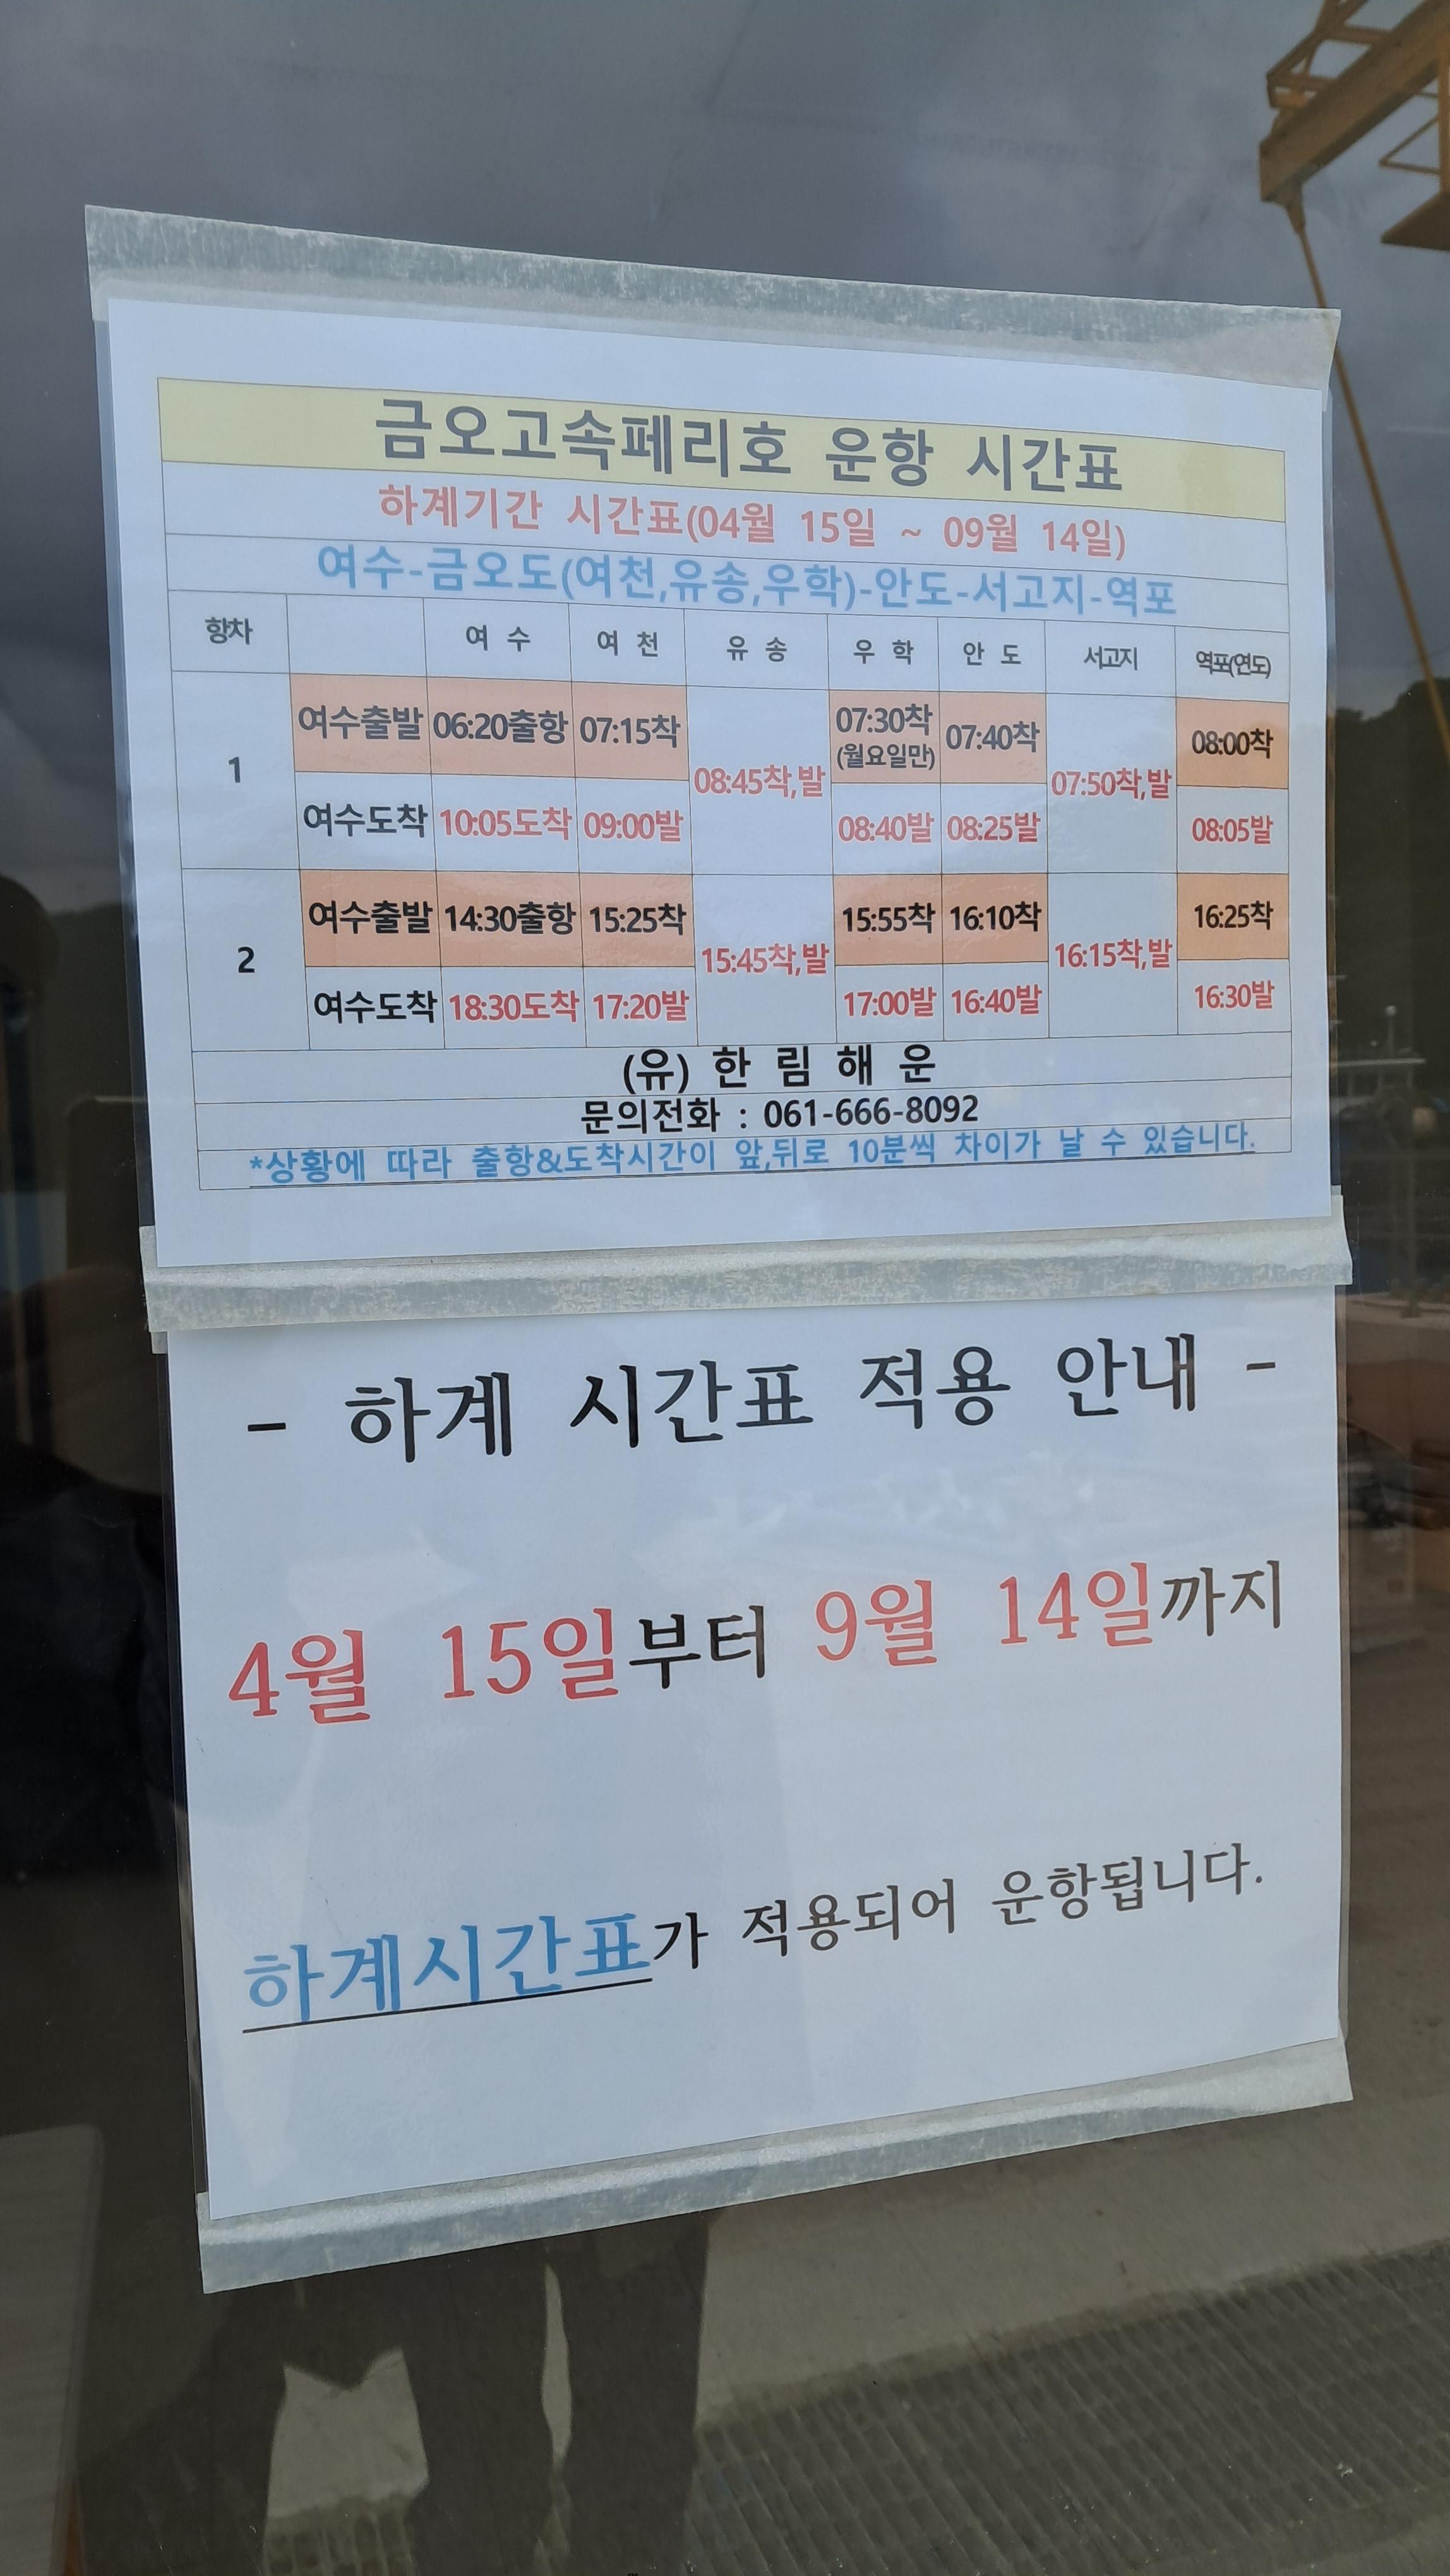 금오고속페리호 운항 시간표
하계기간 시간표(04월 15일 ~ 09월 14일)
여수-금오도(여천,유송,우학)-안도-서고지-역포
항차 여 수 여 천 유 송 우 학 안 도 서고지 역포(연도)
1 여수출발 06:20출항 07:15착 08:45착,발 07:30착 (월요일만) 07:40착 07:50착,발 08:00착
여수도착 10:05도착 09:00발 08:40발 08:25발 08:05발
2 여수출발 14:30출항 15:25착 15:45착,발 15:55착 16:10착 16:15착,발 16:25착
여수도착 18:30도착 17:20발 17:00발 16:40발 16:30발
(유) 한 림 해 운
문의전화 : 061-666-8092
*상황에 따라 출항&도착시간이 앞,뒤로 10분씩 차이가 날 수 있습니다.
- 하계 시간표 적용 안내 -
4월 15일부터 9월 14일까지
하계시간표가 적용되어 운항됩니다.